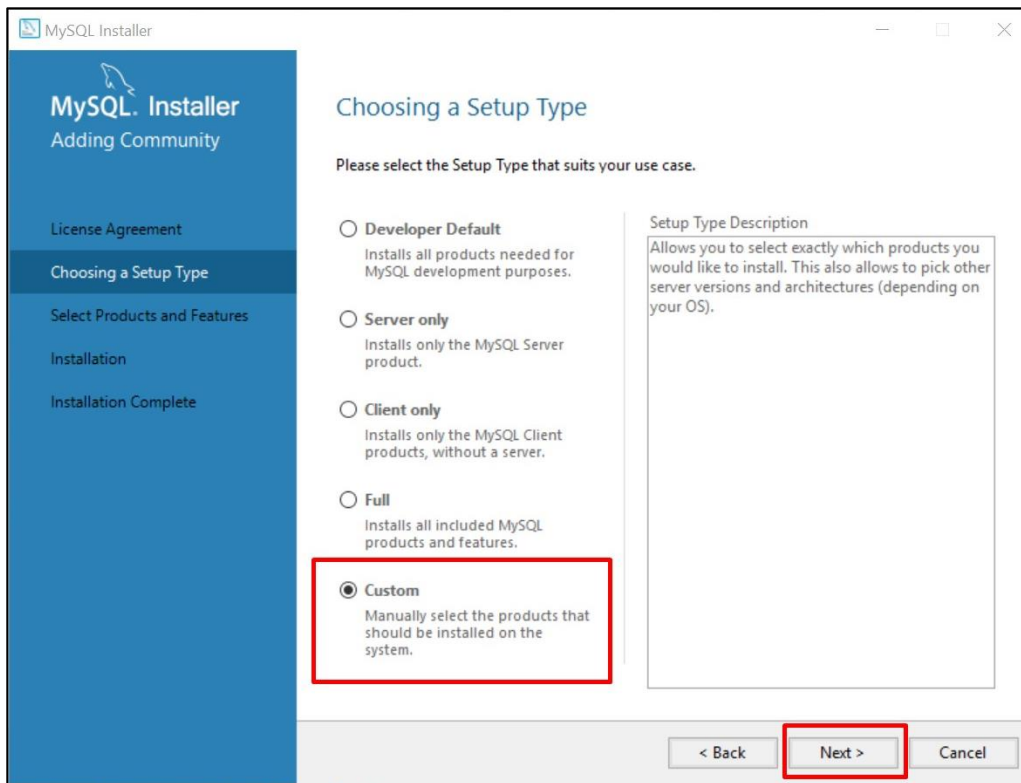 MySQL Installer
MySQL. Installer
Adding Community
License Agreement
Choosing a Setup Type
Select Products and Features
Installation
Installation Complete
Choosing a Setup Type
Please select the Setup Type that suits your use case.
Developer Default
Installs all products needed for
MySQL development purposes.
Server only
Installs only the MySQL Server
product.
Client only
Installs only the MySQL Client
products, without a server.
Full
Installs all included MySQL
products and features.
Custom
Manually select the products that
should be installed on the
system.
Setup Type Description
Allows you to select exactly which products you
would like to install. This also allows to pick other
server versions and architectures (depending on
your OS).
< Back
Next >
Cancel